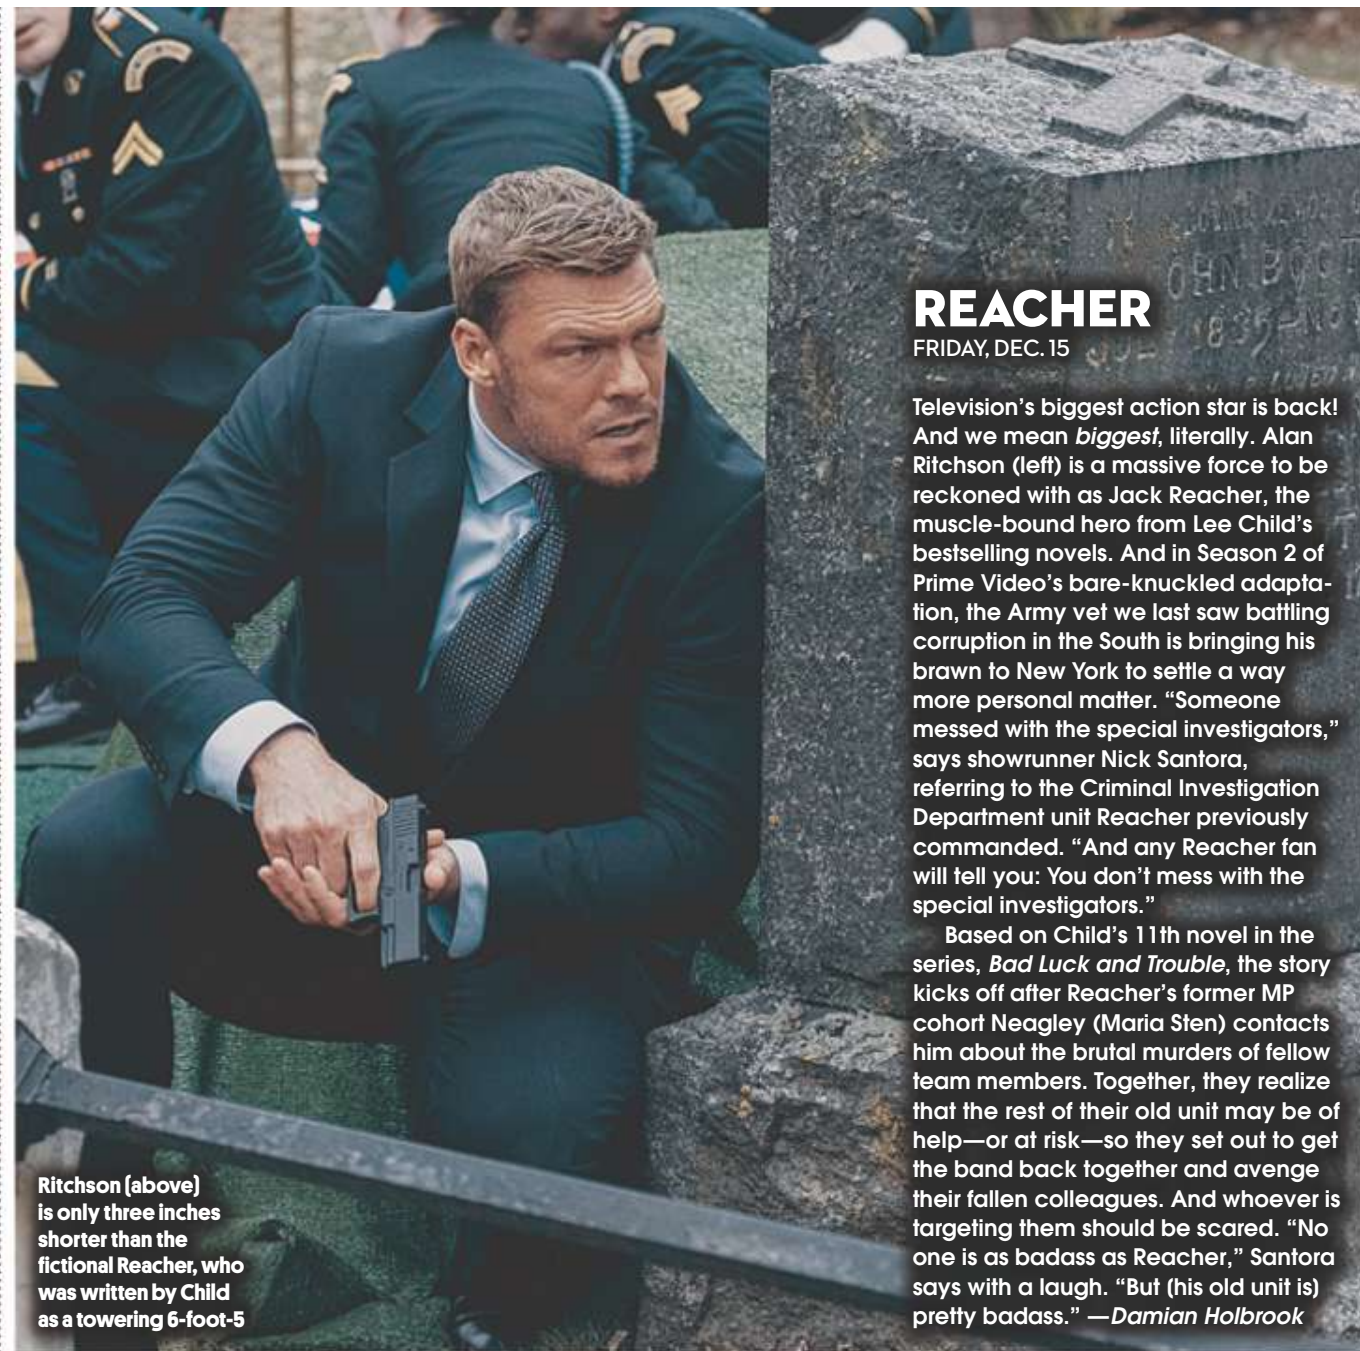 REACHER
FRIDAY, DEC. 15
Television’s biggest action star is back!
And we mean biggest, literally. Alan
Ritchson (left) is a massive force to be
reckoned with as Jack Reacher, the
muscle-bound hero from Lee Child’s
bestselling novels. And in Season 2 of
Prime Video’s bare-knuckled adapta-
tion, the Army vet we last saw battling
corruption in the South is bringing his
brawn to New York to settle a way
more personal matter. “Someone
messed with the special investigators,”
says showrunner Nick Santora,
referring to the Criminal Investigation
Department unit Reacher previously
commanded. “And any Reacher fan
will tell you: You don’t mess with the
special investigators.”
Based on Child’s 11th novel in the
series, Bad Luck and Trouble, the story
kicks off after Reacher’s former MP
cohort Neagley (Maria Sten) contacts
him about the brutal murders of fellow
team members. Together, they realize
that the rest of their old unit may be of
help—or at risk—so they set out to get
the band back together and avenge
their fallen colleagues. And whoever is
targeting them should be scared. “No
one is as badass as Reacher,” Santora
says with a laugh. “But (his old unit is)
pretty badass.” —Damian Holbrook
Ritchson (above)
is only three inches
shorter than the
fictional Reacher, who
was written by Child
as a towering 6-foot-5